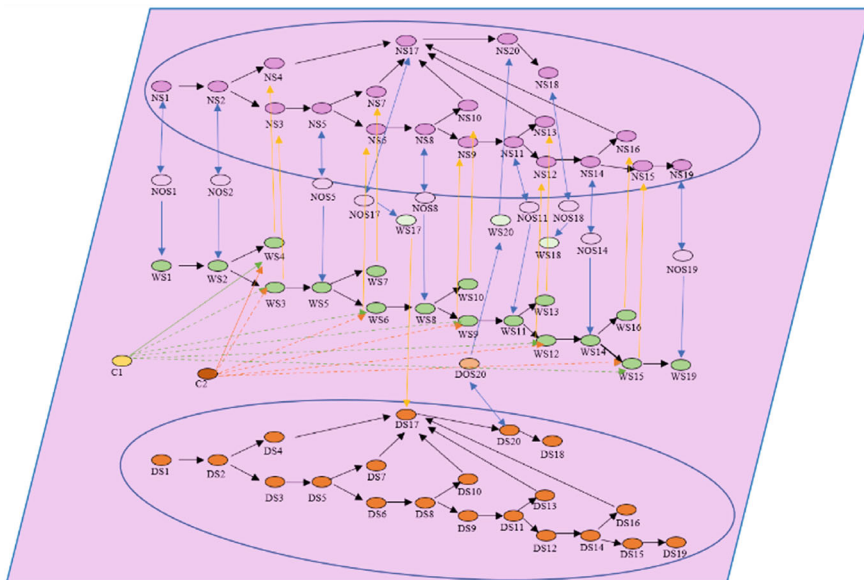 NS17
NS20
NS4
NS18
NS1
NS2
NS7
NS10
NS3
NS5
NS13
NS6
NS8
NS16
NS9
NS11
NS12
NS14
NS15
NS19
NOS1
NOS2
NOS5
NOS17
NOS8
NOS11
NOS18
WS17
WS20
WS18
NOS14
NOS19
WS4
WS1
WS2
WS7
WS10
WS3
WS5
WS13
WS6
WS8
WS9
WS11
WS16
WS12
WS14
C1
C2
DOS20
WS15
WS19
DS17
DS20
DS4
DS18
DS1
DS2
DS7
DS3
DS5
DS10
DS13
DS6
DS8
DS9
DS11
DS16
DS12
DS14
DS15
DS19